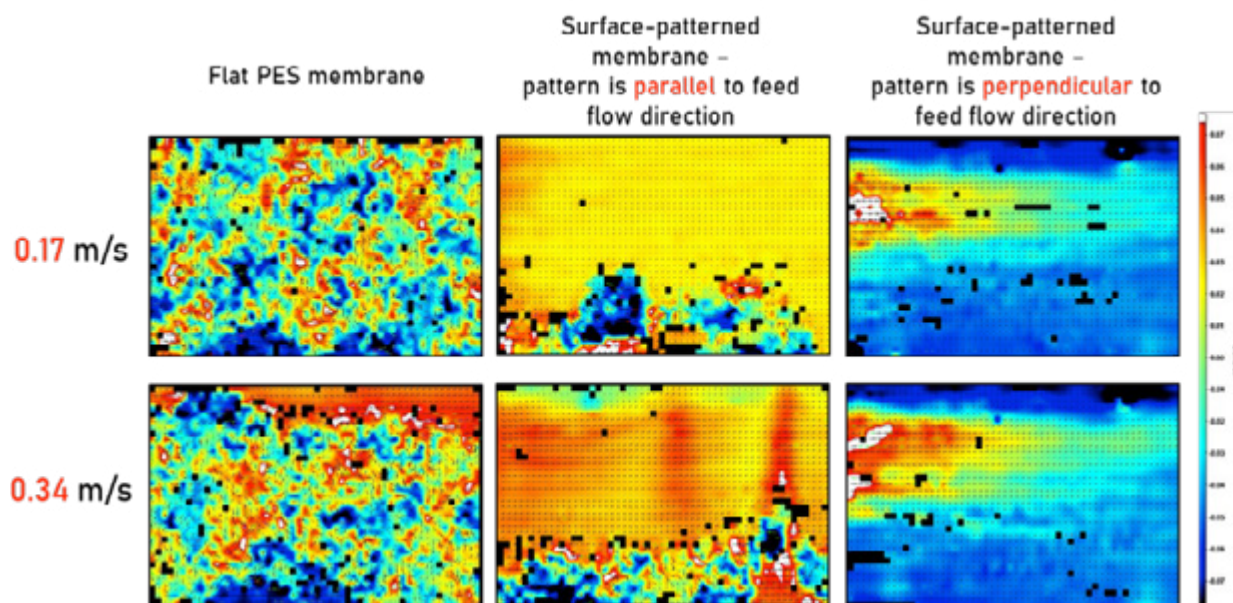 Flat PES membrane
Surface-patterned
membrane –
pattern is parallel to feed
flow direction
Surface-patterned
membrane –
pattern is perpendicular to
feed flow direction
0.17 m/s
0.34 m/s